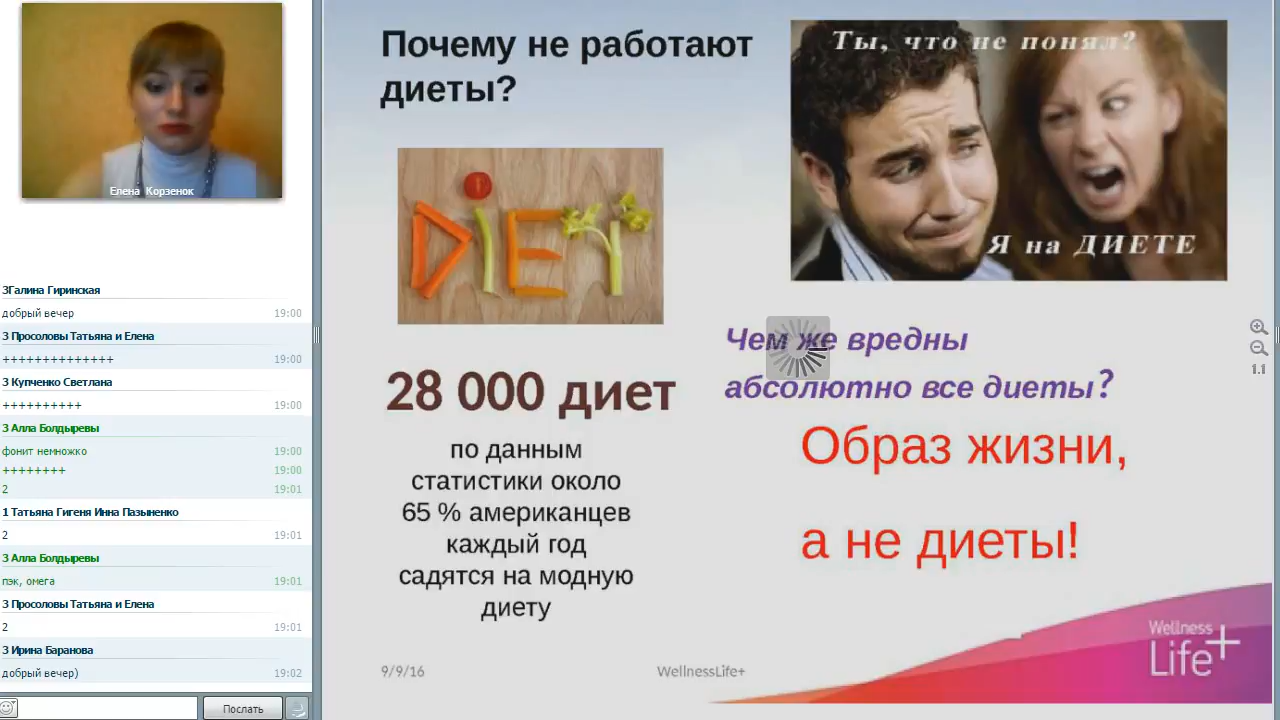 Елена Корзенок
3Галина Гиринская
добрый вечер 19:00
3 Просоловы Татьяна и Елена
++++++++++++++ 19:00
3 Купченко Светлана
++++++++++ 19:00
3 Алла Болдыревы
фонит немножко 19:00
++++++++ 19:00
2 19:01
1 Татьяна Гигеня Инна Пазыненко
2 19:01
3 Алла Болдыревы
пэк, омега 19:01
3 Просоловы Татьяна и Елена
2 19:01
3 Ирина Баранова
добрый вечер) 19:02
Послать
Почему не работают
диеты?
DiET
28 000 диет
по данным
статистики около
65 % американцев
каждый год
садятся на модную
диету
Ты, что не понял?
Я на ДИЕТЕ
Чем же вредны
абсолютно все диеты?
Образ жизни,
а не диеты!
9/9/16
WellnessLife+
Wellness
Life+
1.1